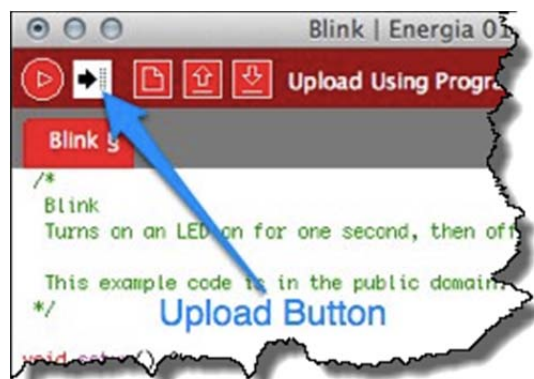 Blink | Energia 01
Upload Using Progra
Blink §
/*
Blink
Turns on an LED on for one second, then off
This example code is in the public domain.
*/
Upload Button
void setup() {